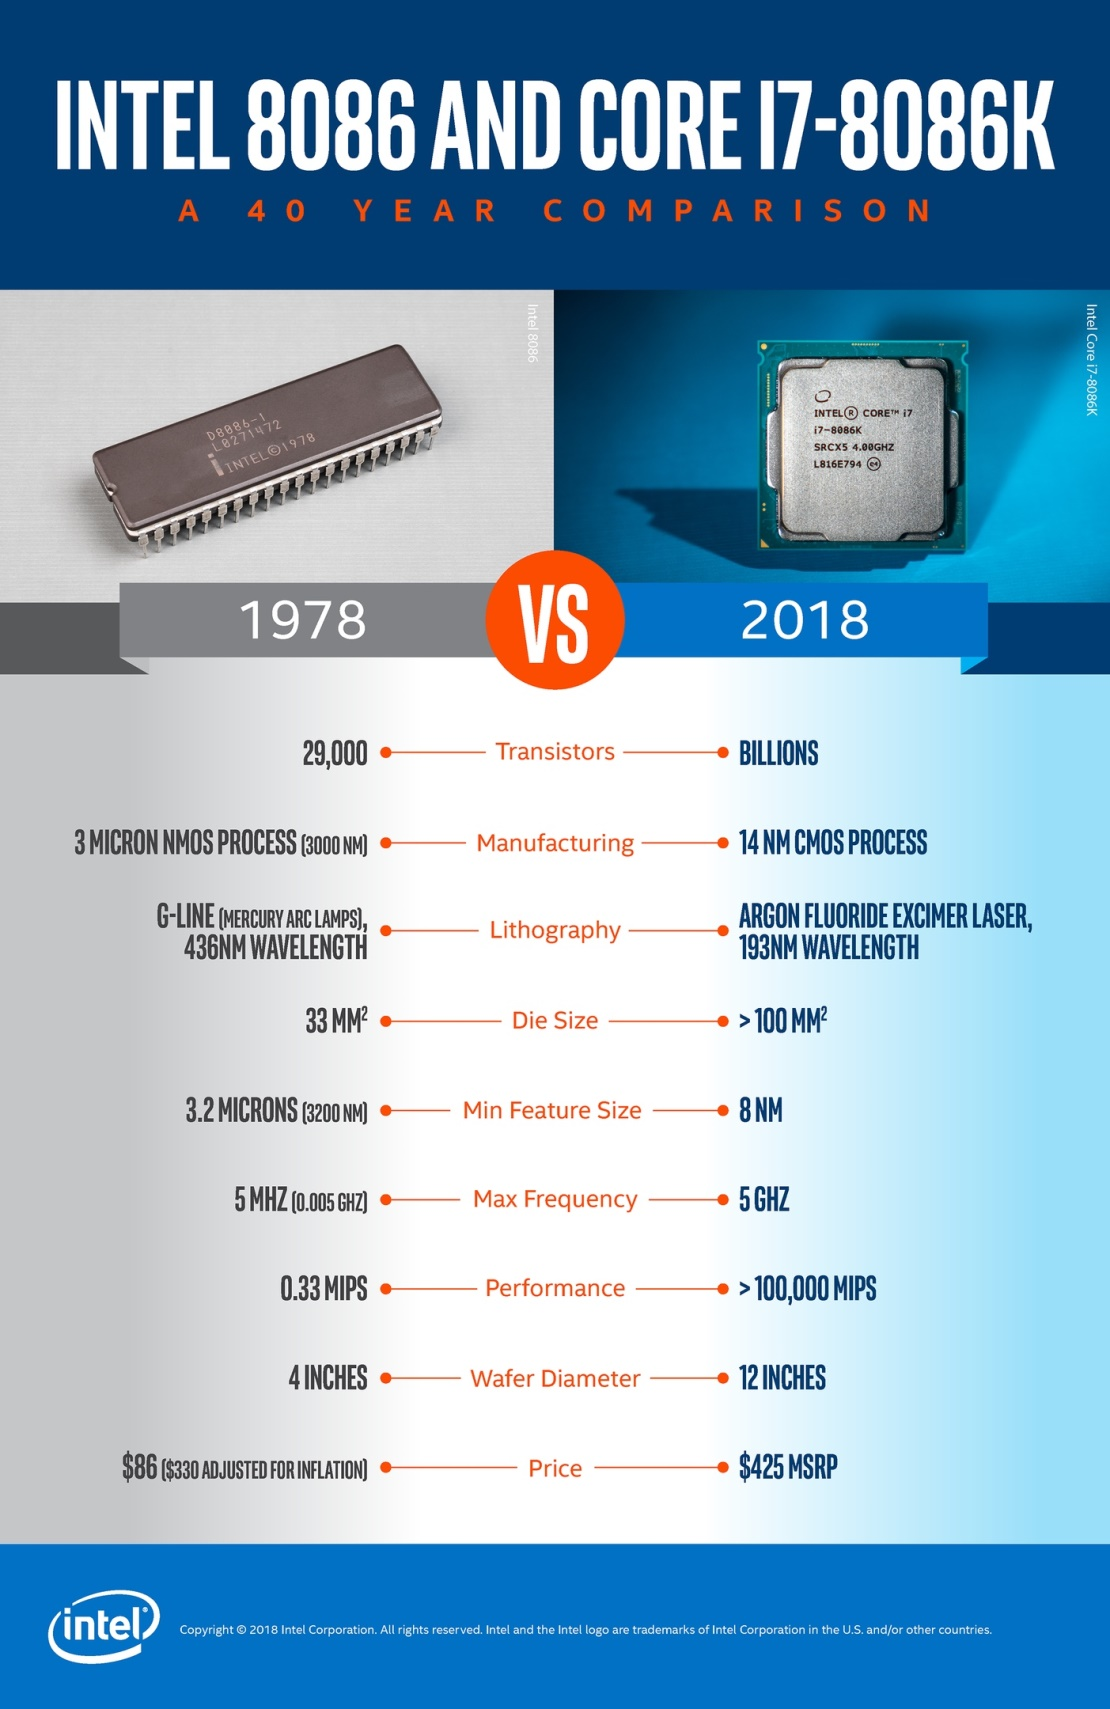 INTEL 8086 AND CORE I7-8086K
A 40 YEAR COMPARISON
Intel 8086
D8086-1
L0271472
i INTEL©1978
Intel Core i7-8086K
INTEL® CORE™ i7
i7-8086K
SRCX5 4.00GHZ
L816E794 e4
1978
VS
2018
29,000 Transistors BILLIONS
3 MICRON NMOS PROCESS (3000 NM) Manufacturing 14 NM CMOS PROCESS
G-LINE (MERCURY ARC LAMPS),
436NM WAVELENGTH
Lithography
ARGON FLUORIDE EXCIMER LASER,
193NM WAVELENGTH
33 MM² Die Size > 100 MM²
3.2 MICRONS (3200 NM) Min Feature Size 8 NM
5 MHZ (0.005 GHZ) Max Frequency 5 GHZ
0.33 MIPS Performance > 100,000 MIPS
4 INCHES Wafer Diameter 12 INCHES
$86 ($330 ADJUSTED FOR INFLATION) Price $425 MSRP
intel®
Copyright © 2018 Intel Corporation. All rights reserved. Intel and the Intel logo are trademarks of Intel Corporation in the U.S. and/or other countries.